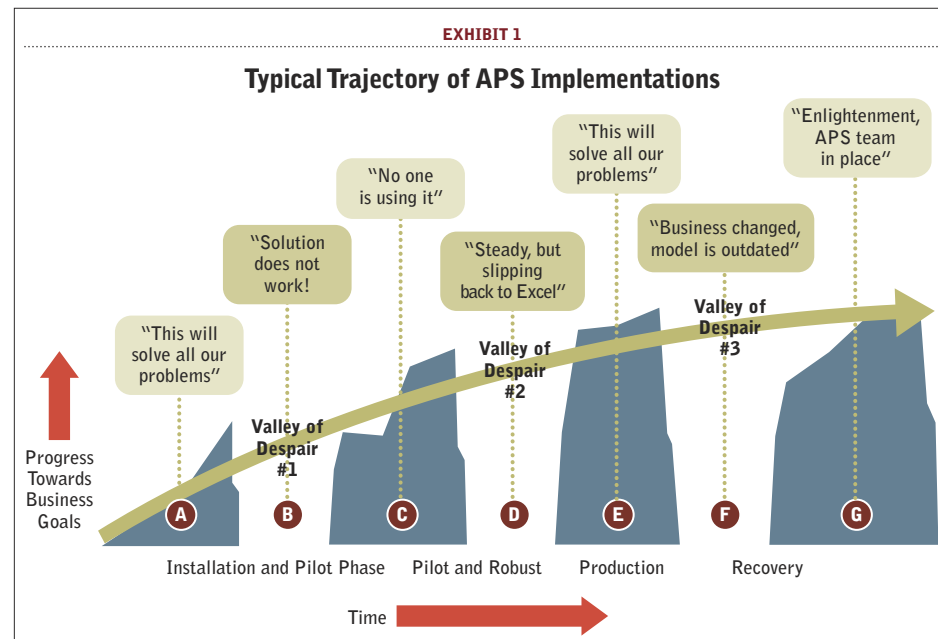 EXHIBIT 1
Typical Trajectory of APS Implementations
“This will
solve all our
problems”
“Solution
does not
work!
“No one
is using it”
“Steady, but
slipping
back to Excel”
“This will
solve all our
problems”
“Business changed,
model is outdated”
“Enlightenment,
APS team
in place”
Valley of
Despair
#1
Valley of
Despair
#2
Valley of
Despair
#3
Progress
Towards
Business
Goals
A
B
C
D
E
F
G
Installation and Pilot Phase
Pilot and Robust
Production
Recovery
Time